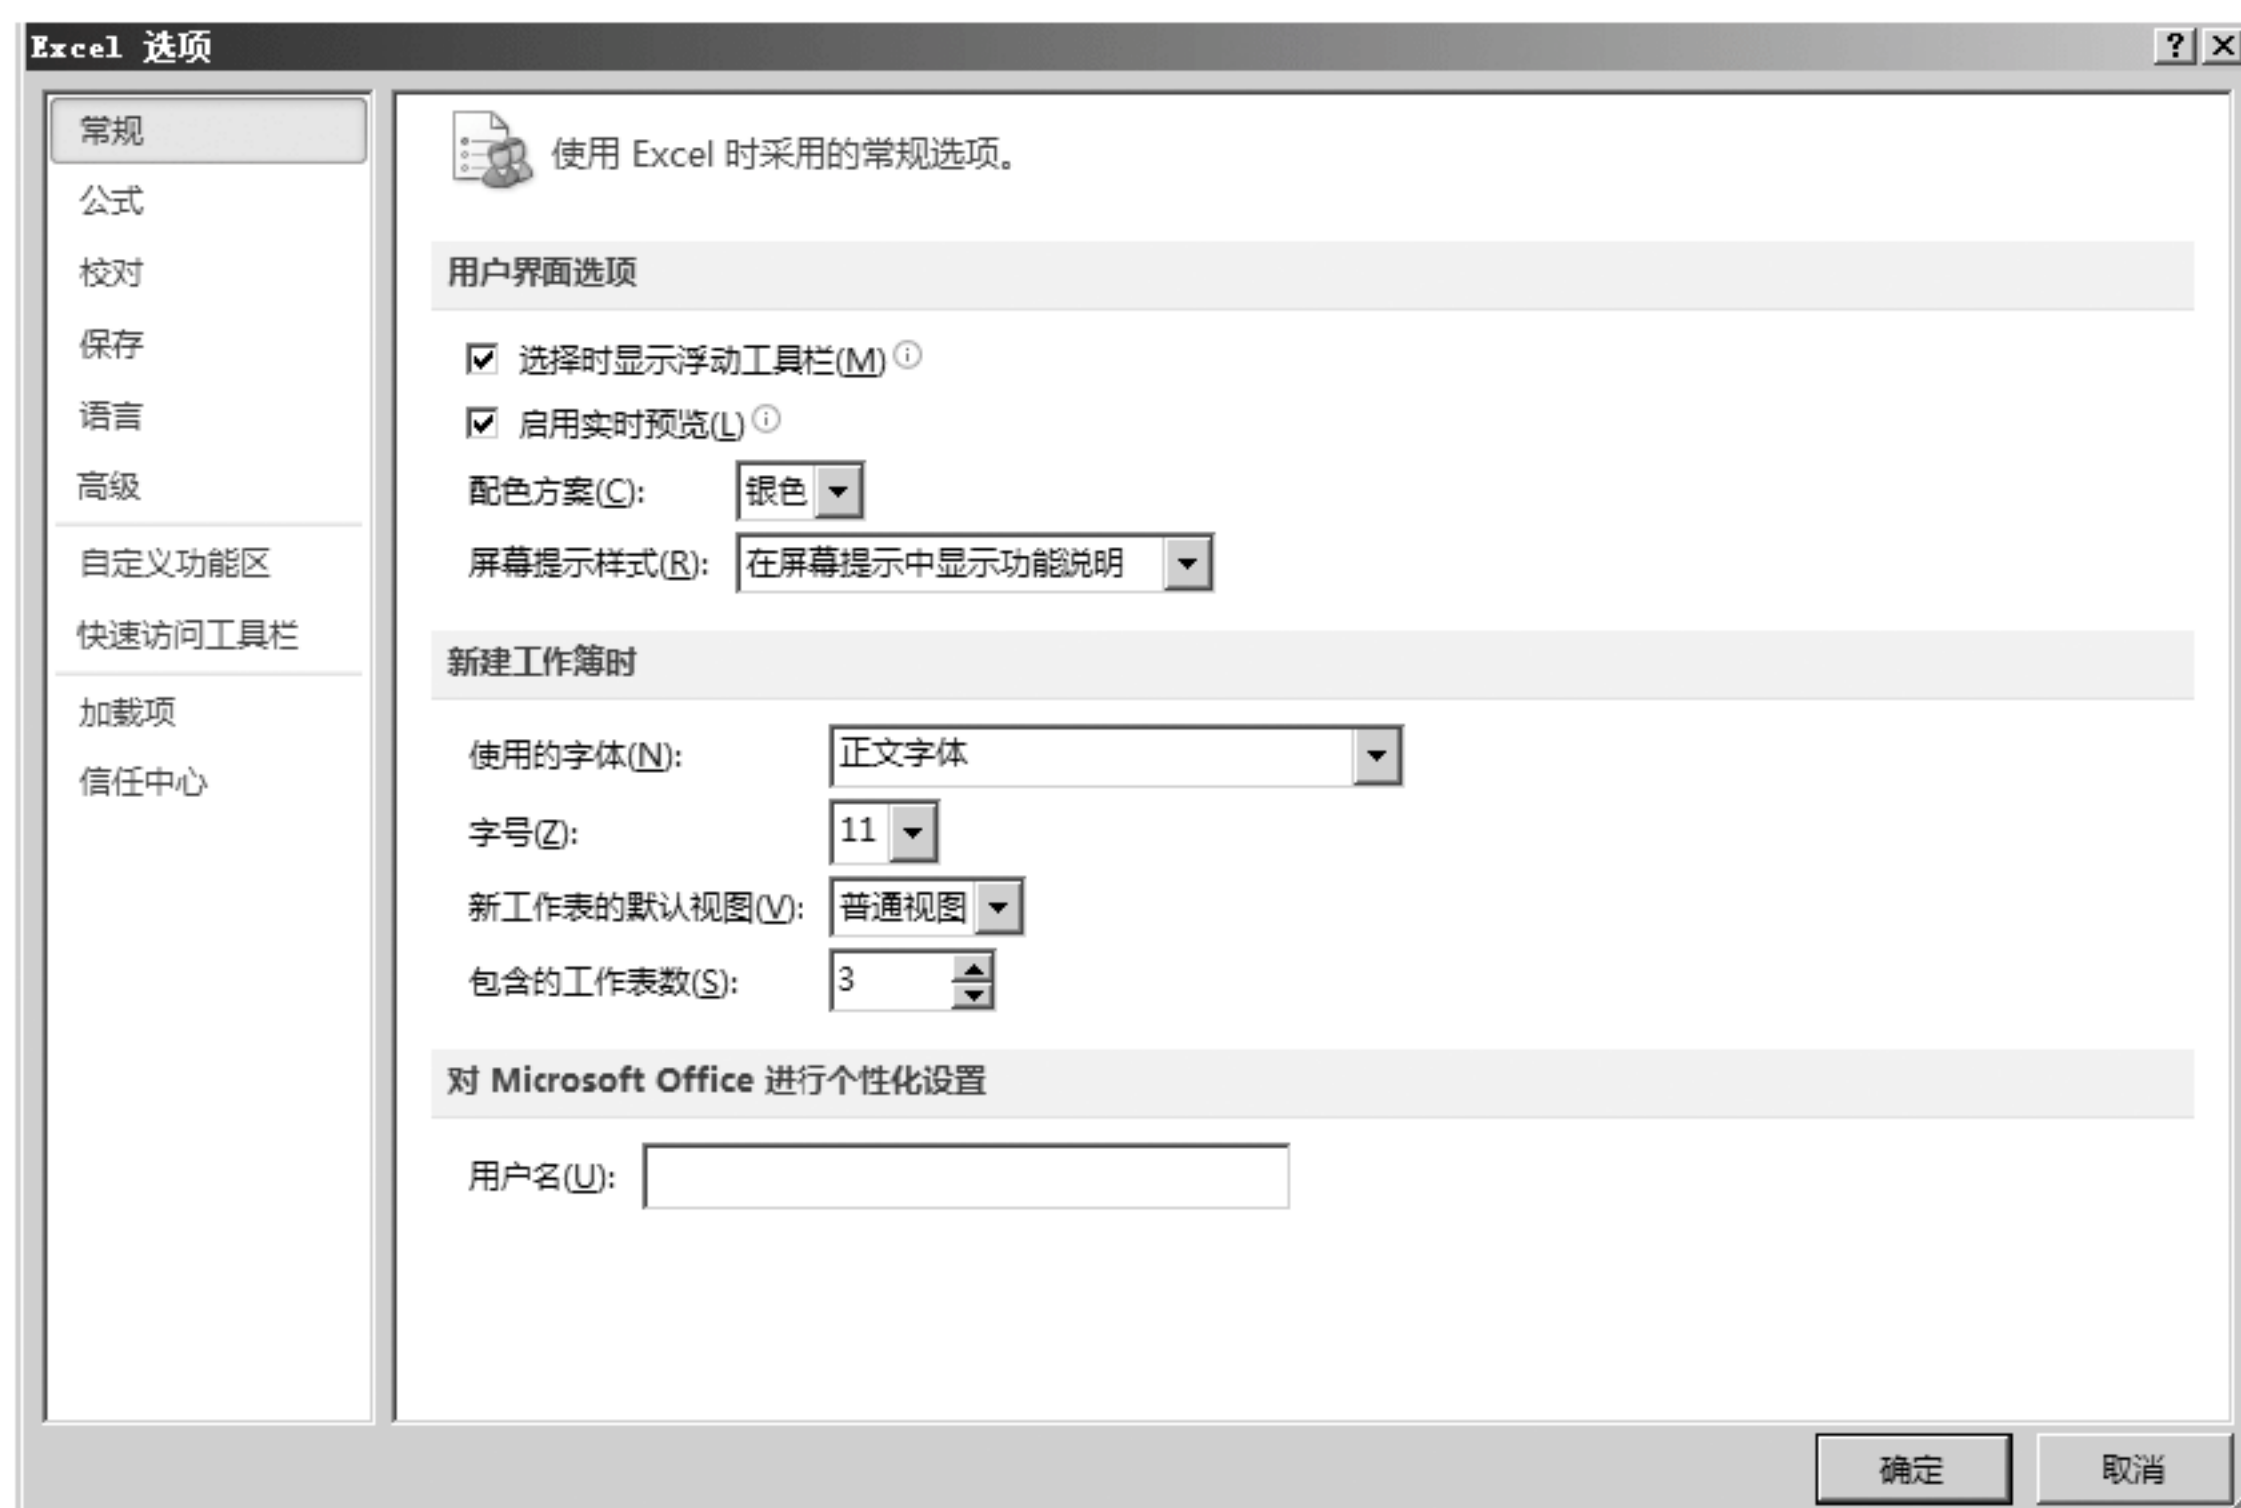 Excel 选项
常规
公式
校对
保存
语言
高级
自定义功能区
快速访问工具栏
加载项
信任中心
使用 Excel 时采用的常规选项。
用户界面选项
选择时显示浮动工具栏(M)
启用实时预览(L)
配色方案(C): 银色
屏幕提示样式(R): 在屏幕提示中显示功能说明
新建工作簿时
使用的字体(N): 正文字体
字号(Z): 11
新工作表的默认视图(V): 普通视图
包含的工作表数(S): 3
对 Microsoft Office 进行个性化设置
用户名(U):
确定 取消